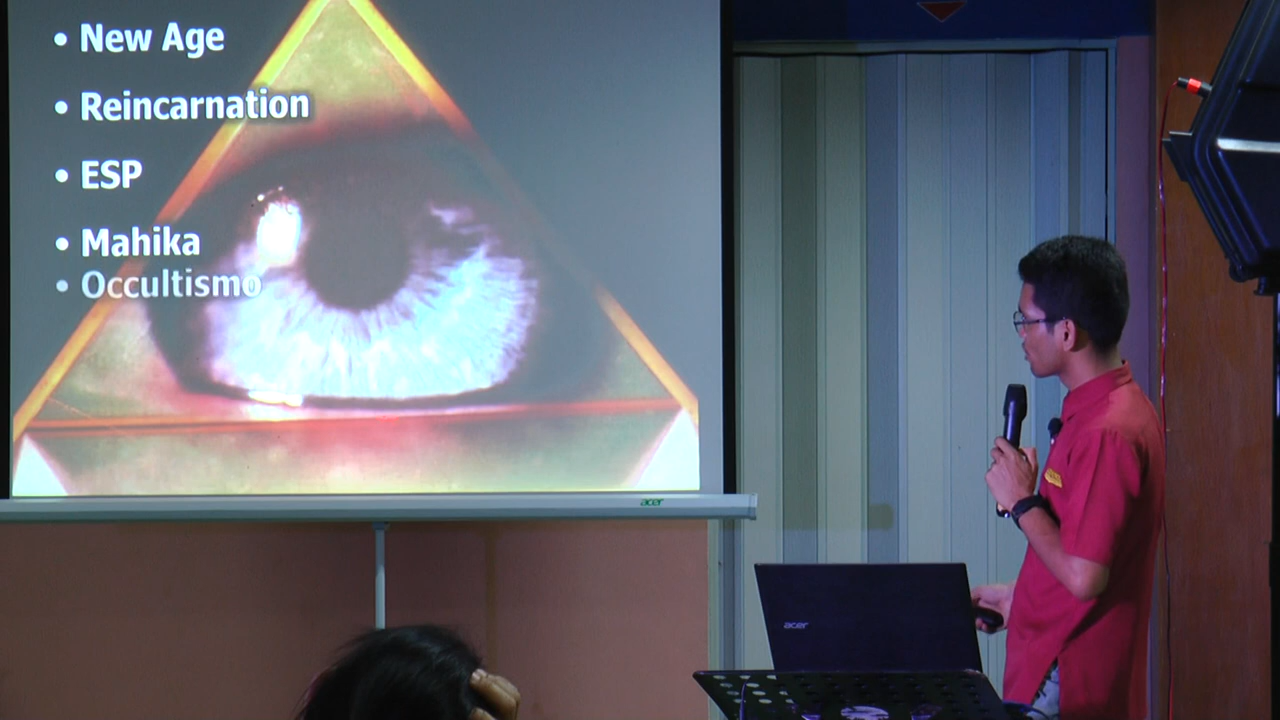 • New Age
• Reincarnation
• ESP
• Mahika
• Occultismo
acer
acer